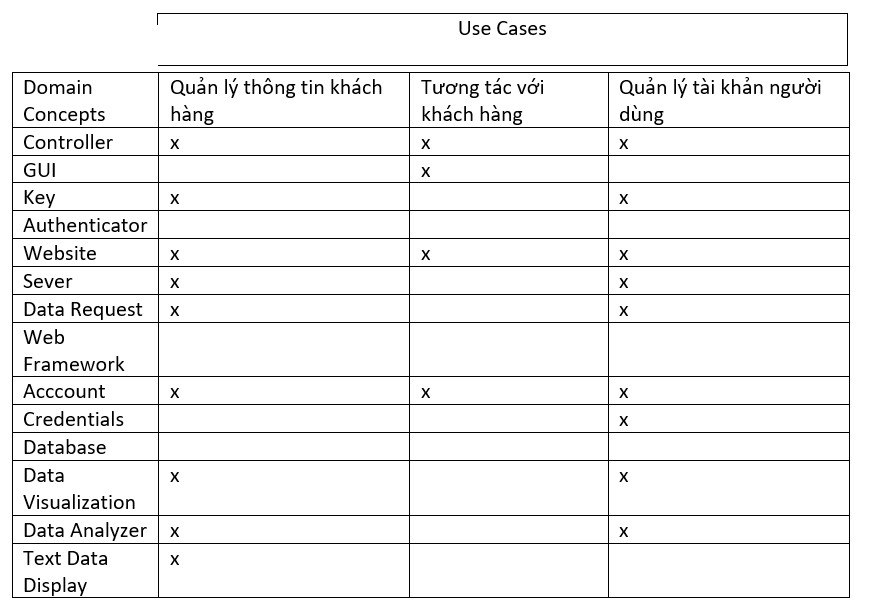 Use Cases
Domain Concepts Quản lý thông tin khách hàng Tương tác với khách hàng Quản lý tài khản người dùng
Controller x x x
GUI x
Key x x
Authenticator
Website x x x
Sever x x
Data Request x x
Web Framework
Acccount x x x
Credentials x
Database
Data Visualization x x
Data Analyzer x x
Text Data Display x